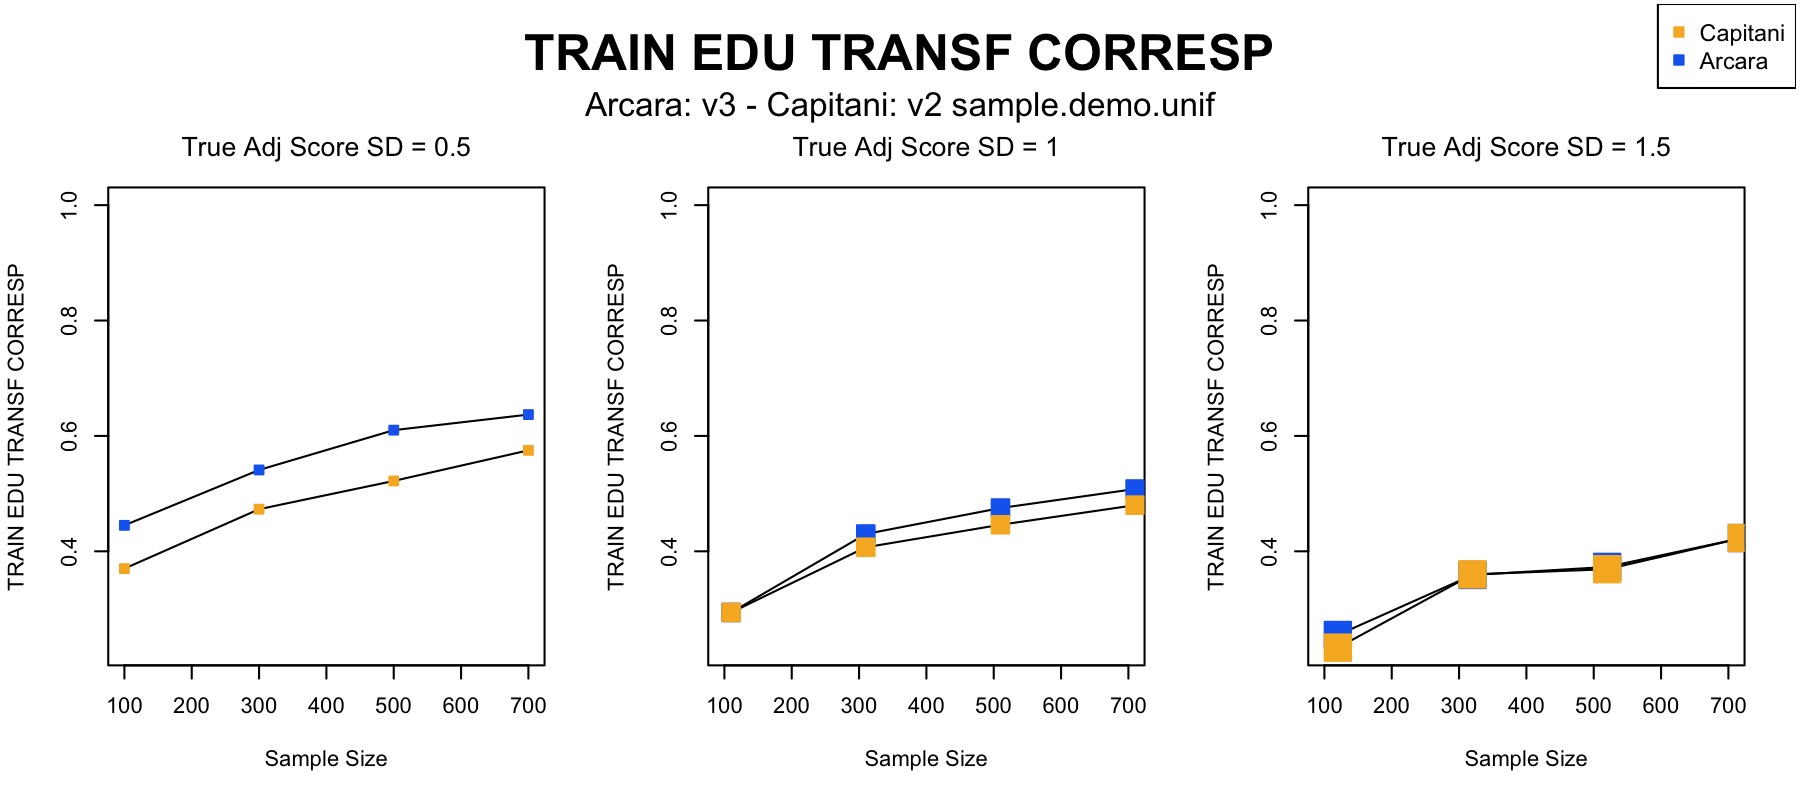 TRAIN EDU TRANSF CORRESP
Arcara: v3 - Capitani: v2 sample.demo.unif
Capitani
Arcara
True Adj Score SD = 0.5
TRAIN EDU TRANSF CORRESP
1.0
0.8
0.6
0.4
100 200 300 400 500 600 700
Sample Size
True Adj Score SD = 1
TRAIN EDU TRANSF CORRESP
1.0
0.8
0.6
0.4
100 200 300 400 500 600 700
Sample Size
True Adj Score SD = 1.5
TRAIN EDU TRANSF CORRESP
1.0
0.8
0.6
0.4
100 200 300 400 500 600 700
Sample Size